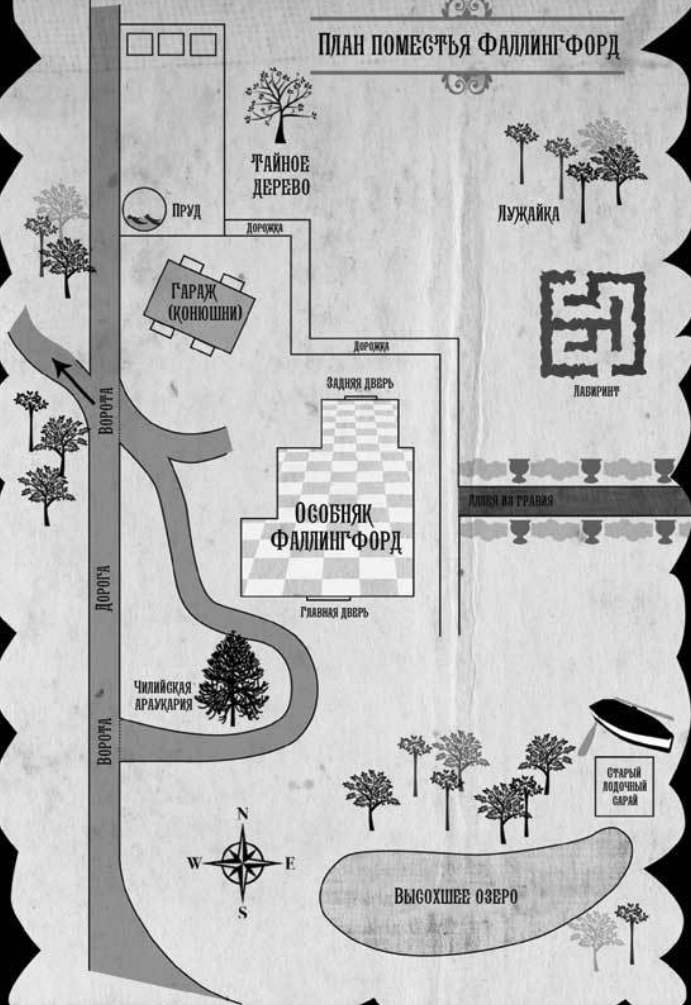 План поместья Фаллингфорд
Тайное
дерево
Лужайка
Пруд
Дорожка
Гараж
(конюшни)
Дорожка
Лабиринт
Задняя дверь
Ворота
Аллея из гравия
Особняк
Фаллингфорд
Дорога
Главная дверь
Чилийская
араукария
Ворота
Старый
лодочный
сарай
N
W
E
S
Высохшее озеро